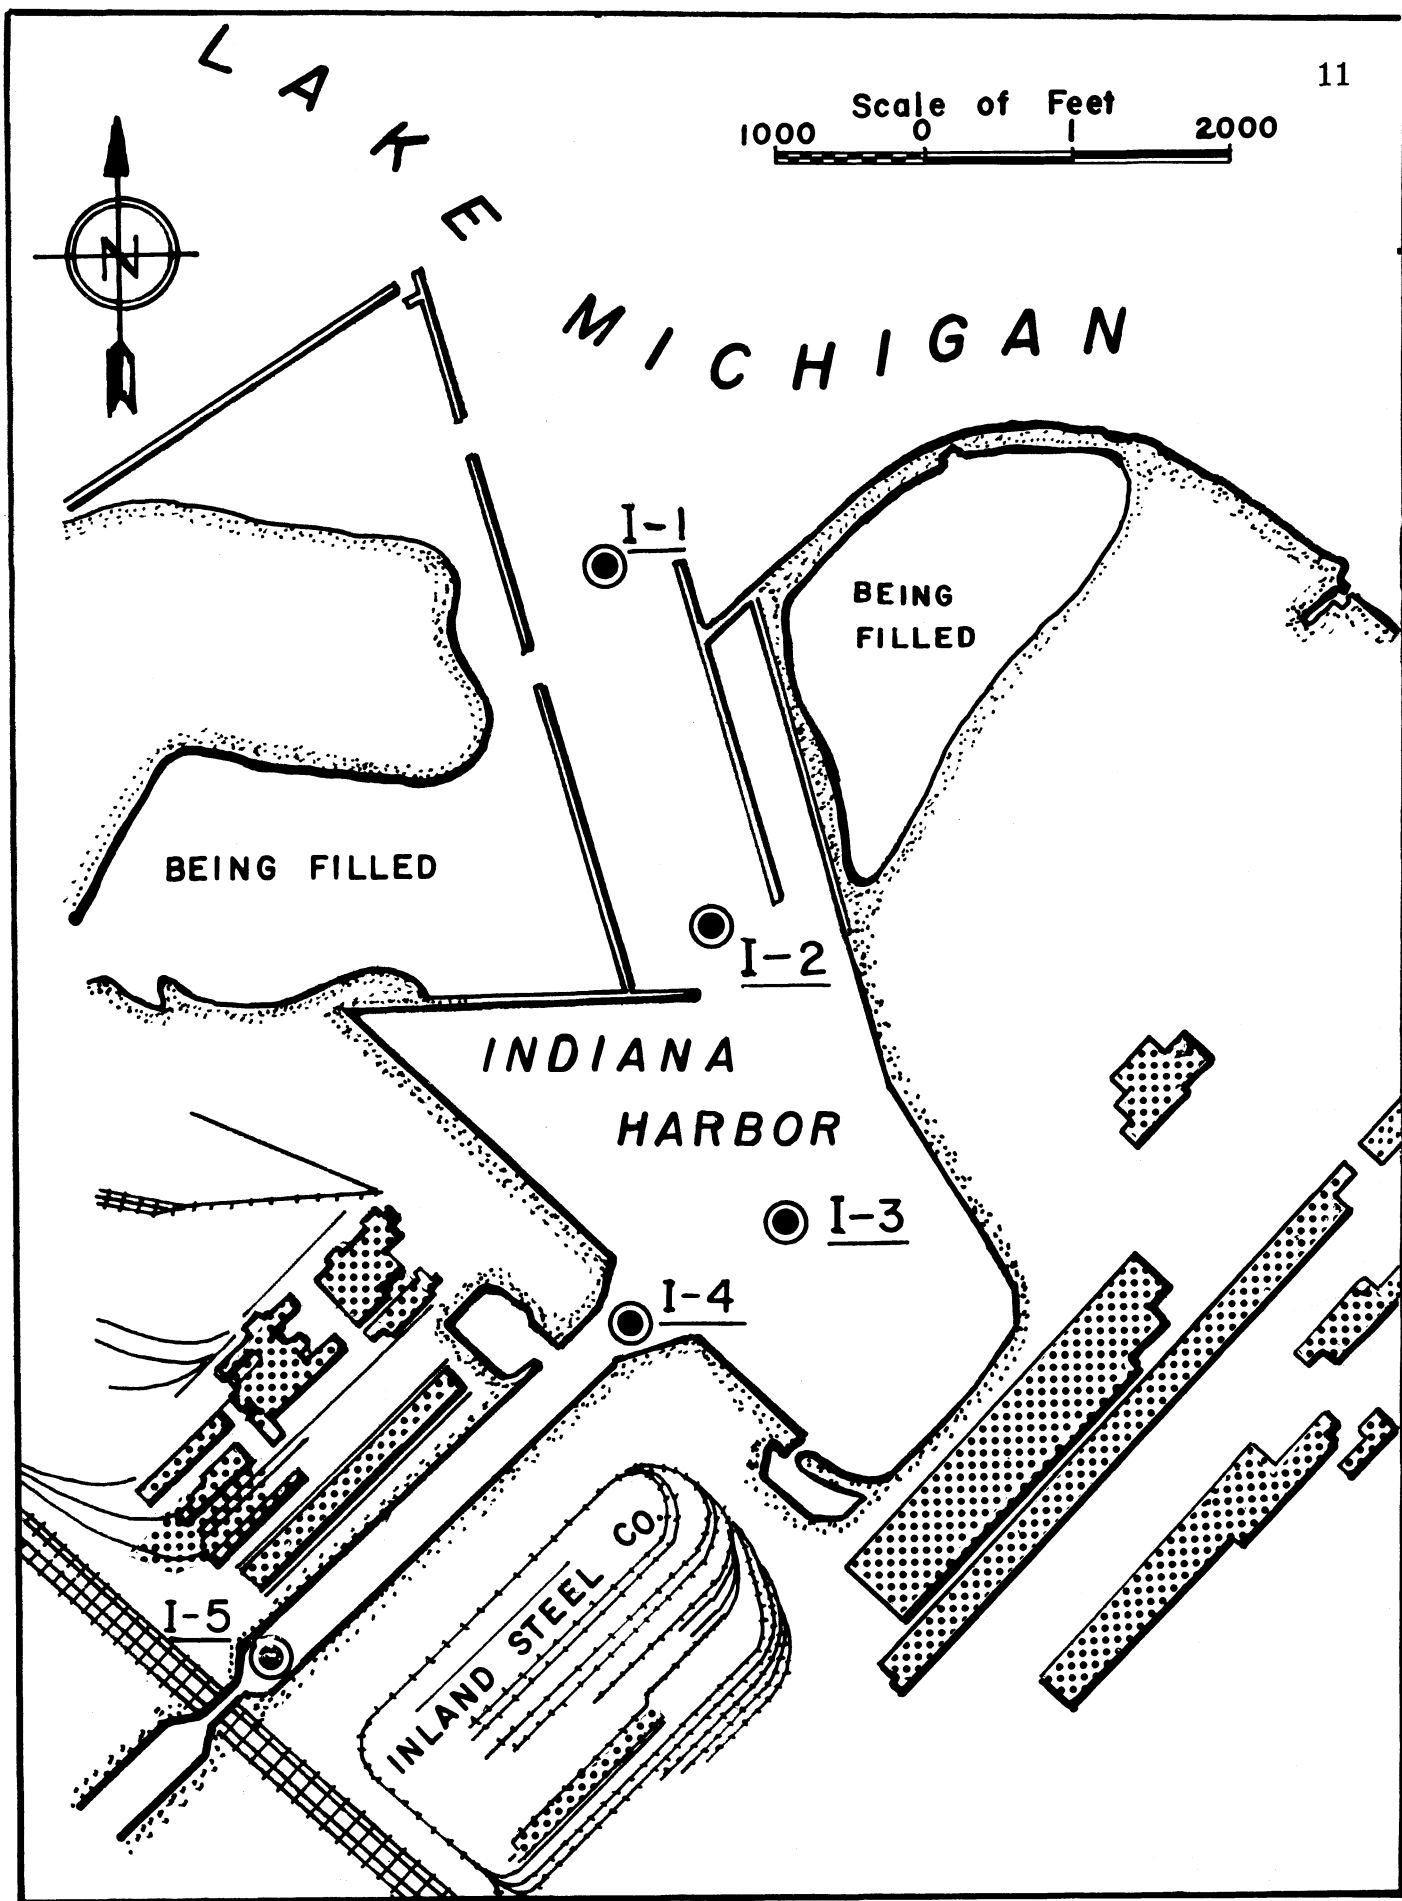 11
Scale of Feet
1000 0 1 2000
LAKE MICHIGAN
N
I-1
BEING
FILLED
BEING FILLED
I-2
INDIANA
HARBOR
I-3
I-4
INLAND STEEL CO.
I-5